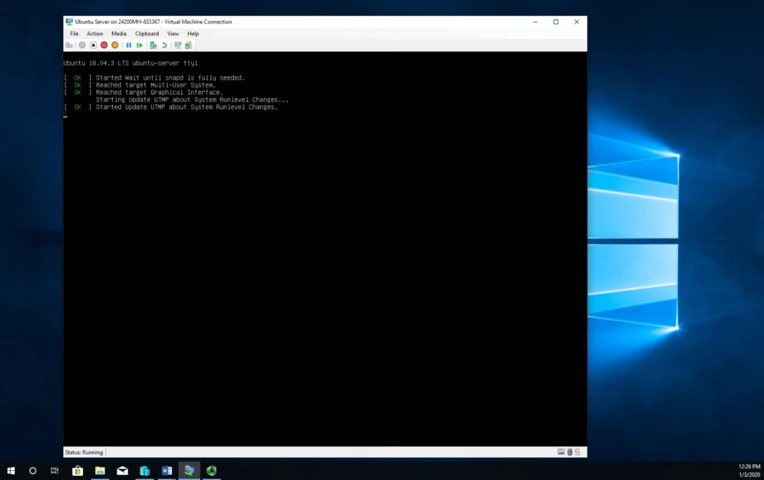 Ubuntu Server on 24200MH-633367 - Virtual Machine Connection
File Action Media Clipboard View Help
Ubuntu 18.04.3 LTS ubuntu-server tty1
[ OK ] Started Wait until snapd is fully seeded.
[ OK ] Reached target Multi-User System.
[ OK ] Reached target Graphical Interface.
Starting Update UTMP about System Runlevel Changes...
[ OK ] Started Update UTMP about System Runlevel Changes.
Status: Running
12:26 PM
1/3/2020